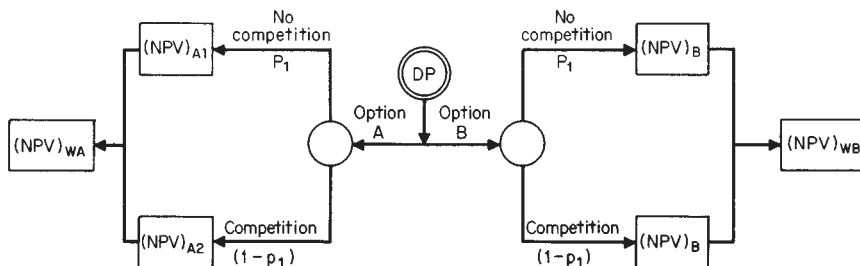 (NPV)A1
No
competition
P1
DP
Option
A
Option
B
No
competition
P1
(NPV)B
(NPV)WA
(NPV)WB
(NPV)A2
Competition
(1-p1)
Competition
(1-p1)
(NPV)B